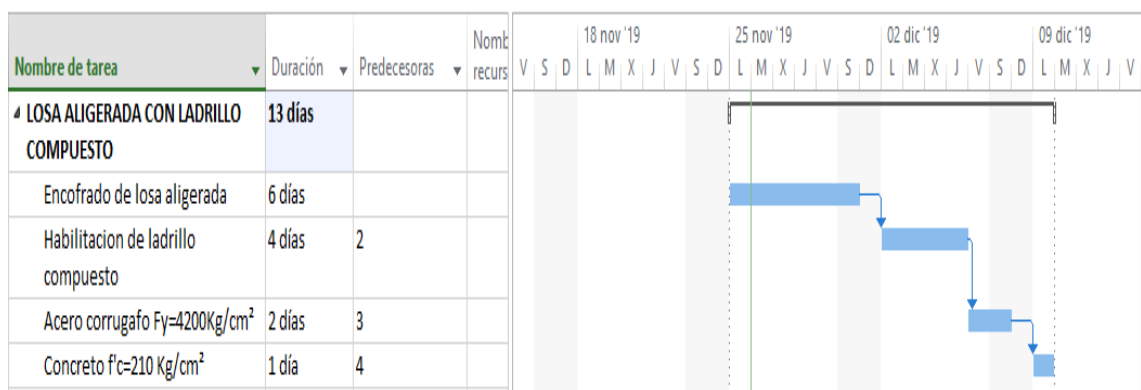 Nombre de tarea Duración Predecesoras Nomb
recurs
18 nov '19 25 nov '19 02 dic '19 09 dic '19
V S D L M X J V S D L M X J V S D L M X J V S D L M X J V
LOSA ALIGERADA CON LADRILLO 13 días
COMPUESTO
Encofrado de losa aligerada 6 días
Habilitacion de ladrillo 4 días 2
compuesto
Acero corrugafo Fy=4200Kg/cm² 2 días 3
Concreto f'c=210 Kg/cm² 1 día 4